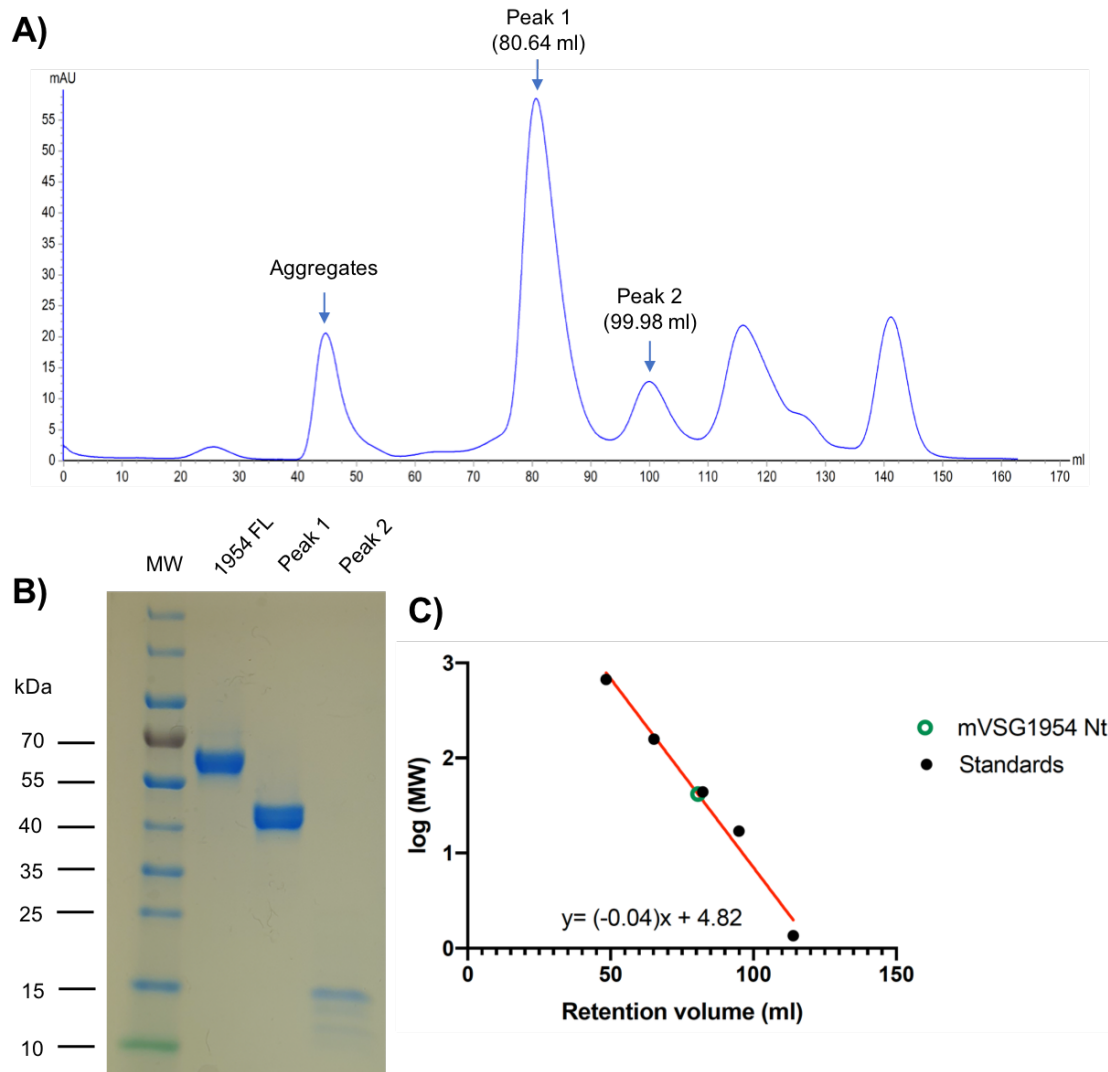 A)
Peak 1
(80.64 ml)
mAU
55
50
45
40
35
30
25
20
15
10
5
0
Aggregates
Peak 2
(99.98 ml)
0 10 20 30 40 50 60 70 80 90 100 110 120 130 140 150 160 170
ml
B)
MW
1954 FL
Peak 1
Peak 2
kDa
70
55
40
35
25
15
10
C)
log (MW)
3
2
1
0
0 50 100 150
y= (-0.04)x + 4.82
Retention volume (ml)
mVSG1954 Nt
Standards